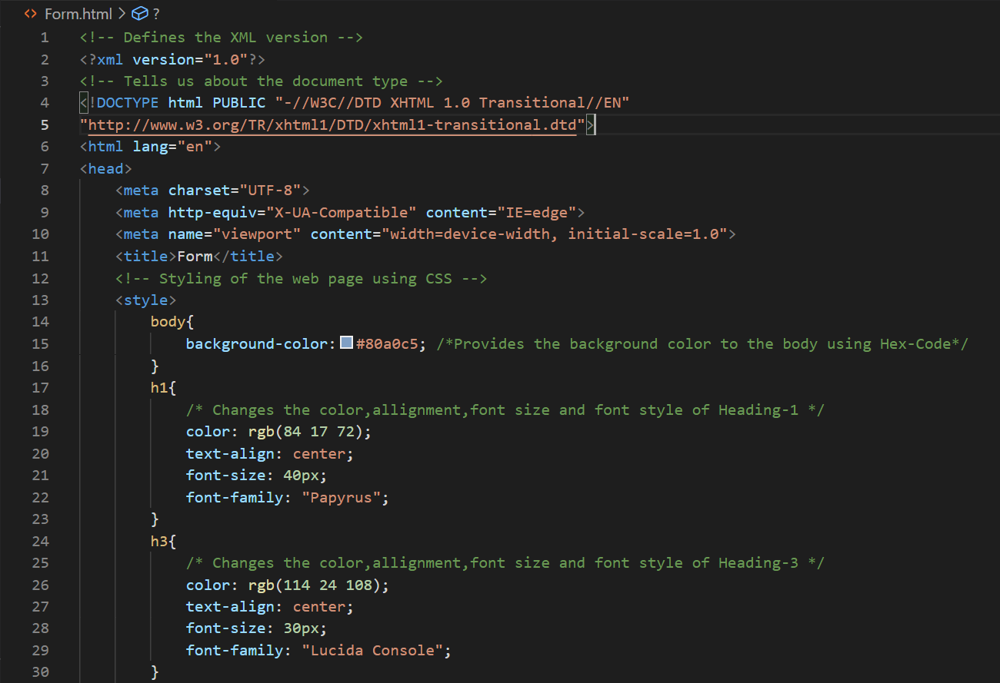 Form.html > ?
1 <!-- Defines the XML version -->
2 <?xml version="1.0"?>
3 <!-- Tells us about the document type -->
4 <!DOCTYPE html PUBLIC "-//W3C//DTD XHTML 1.0 Transitional//EN"
5 "http://www.w3.org/TR/xhtml1/DTD/xhtml1-transitional.dtd">
6 <html lang="en">
7 <head>
8     <meta charset="UTF-8">
9     <meta http-equiv="X-UA-Compatible" content="IE=edge">
10     <meta name="viewport" content="width=device-width, initial-scale=1.0">
11     <title>Form</title>
12     <!-- Styling of the web page using CSS -->
13     <style>
14         body{
15             background-color: #80a0c5; /*Provides the background color to the body using Hex-Code*/
16         }
17         h1{
18             /* Changes the color,allignment,font size and font style of Heading-1 */
19             color: rgb(84 17 72);
20             text-align: center;
21             font-size: 40px;
22             font-family: "Papyrus";
23         }
24         h3{
25             /* Changes the color,allignment,font size and font style of Heading-3 */
26             color: rgb(114 24 108);
27             text-align: center;
28             font-size: 30px;
29             font-family: "Lucida Console";
30         }